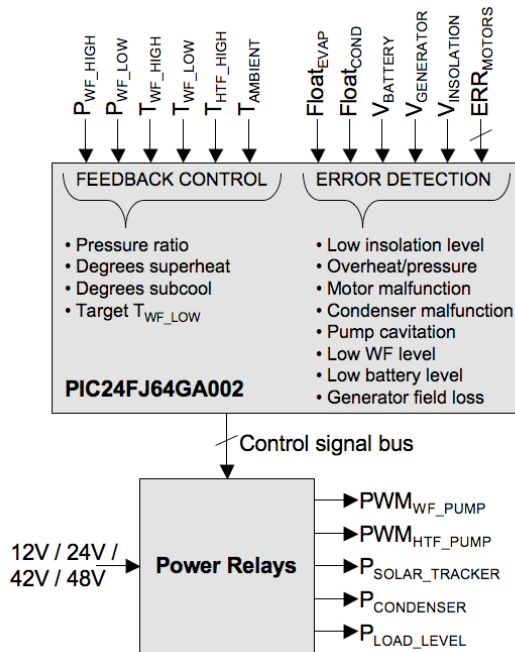 P_WF_HIGH
P_WF_LOW
T_WF_HIGH
T_WF_LOW
T_HTF_HIGH
T_AMBIENT
Float_EVAP
Float_COND
V_BATTERY
V_GENERATOR
V_INSOLATION
ERR_MOTORS
FEEDBACK CONTROL
• Pressure ratio
• Degrees superheat
• Degrees subcool
• Target T_WF_LOW
ERROR DETECTION
• Low insolation level
• Overheat/pressure
• Motor malfunction
• Condenser malfunction
• Pump cavitation
• Low WF level
• Low battery level
• Generator field loss
PIC24FJ64GA002
Control signal bus
12V / 24V /
42V / 48V
Power Relays
PWM_WF_PUMP
PWM_HTF_PUMP
P_SOLAR_TRACKER
P_CONDENSER
P_LOAD_LEVEL